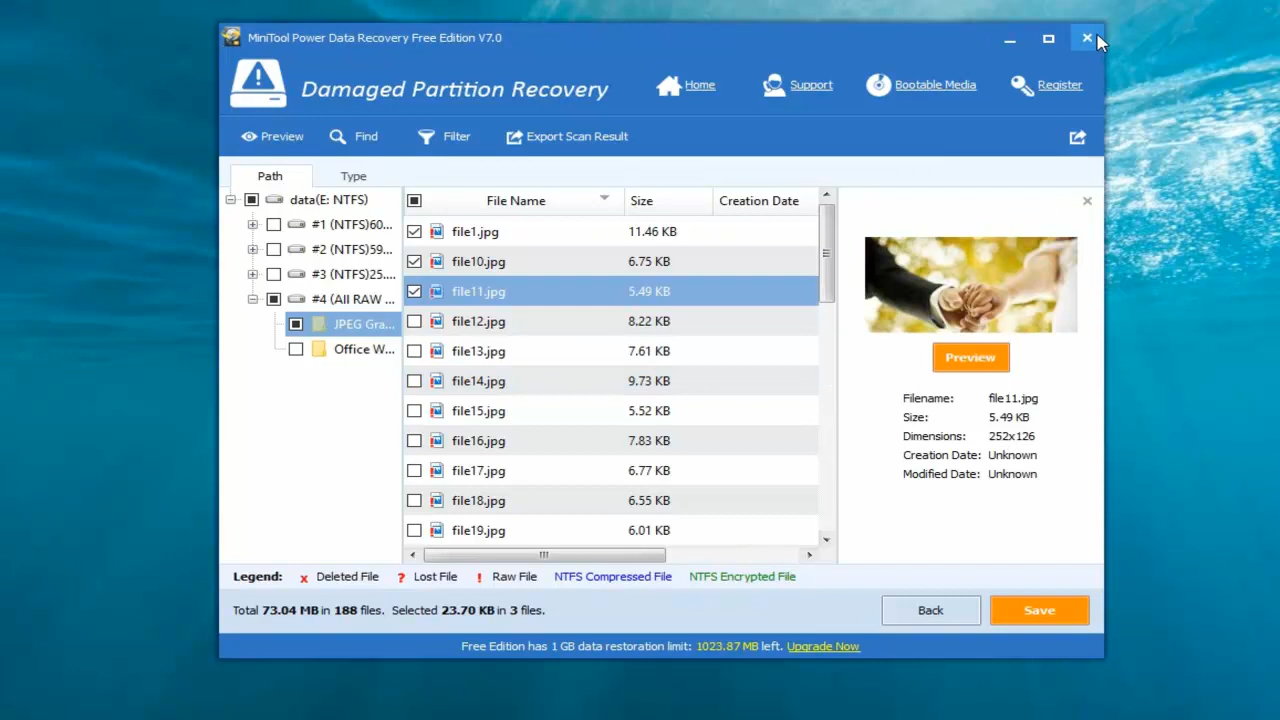 MiniTool Power Data Recovery Free Edition V7.0
Damaged Partition Recovery
Home Support Bootable Media Register
Preview Find Filter Export Scan Result
Path Type
data(E: NTFS)
#1 (NTFS)60...
#2 (NTFS)59...
#3 (NTFS)25....
#4 (All RAW ...
JPEG Gra...
Office W...
File Name Size Creation Date
file1.jpg 11.46 KB
file10.jpg 6.75 KB
file11.jpg 5.49 KB
file12.jpg 8.22 KB
file13.jpg 7.61 KB
file14.jpg 9.73 KB
file15.jpg 5.52 KB
file16.jpg 7.83 KB
file17.jpg 6.77 KB
file18.jpg 6.55 KB
file19.jpg 6.01 KB
Preview
Filename: file11.jpg
Size: 5.49 KB
Dimensions: 252x126
Creation Date: Unknown
Modified Date: Unknown
Legend: x Deleted File ? Lost File ! Raw File NTFS Compressed File NTFS Encrypted File
Total 73.04 MB in 188 files. Selected 23.70 KB in 3 files.
Back Save
Free Edition has 1 GB data restoration limit: 1023.87 MB left. Upgrade Now